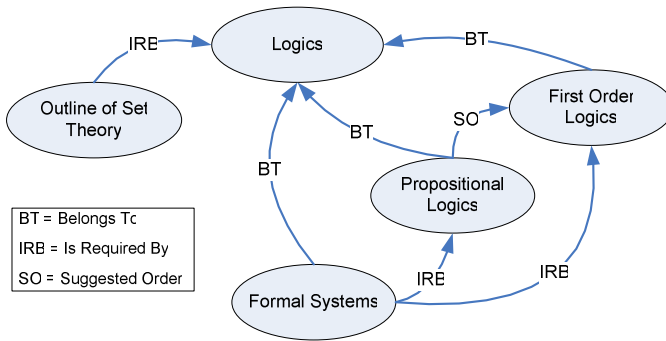 Logics
IRB
BT
Outline of Set
Theory
First Order
Logics
SO
BT
BT
Propositional
Logics
BT = Belongs To
IRB = Is Required By
SO = Suggested Order
IRB
IRB
Formal Systems